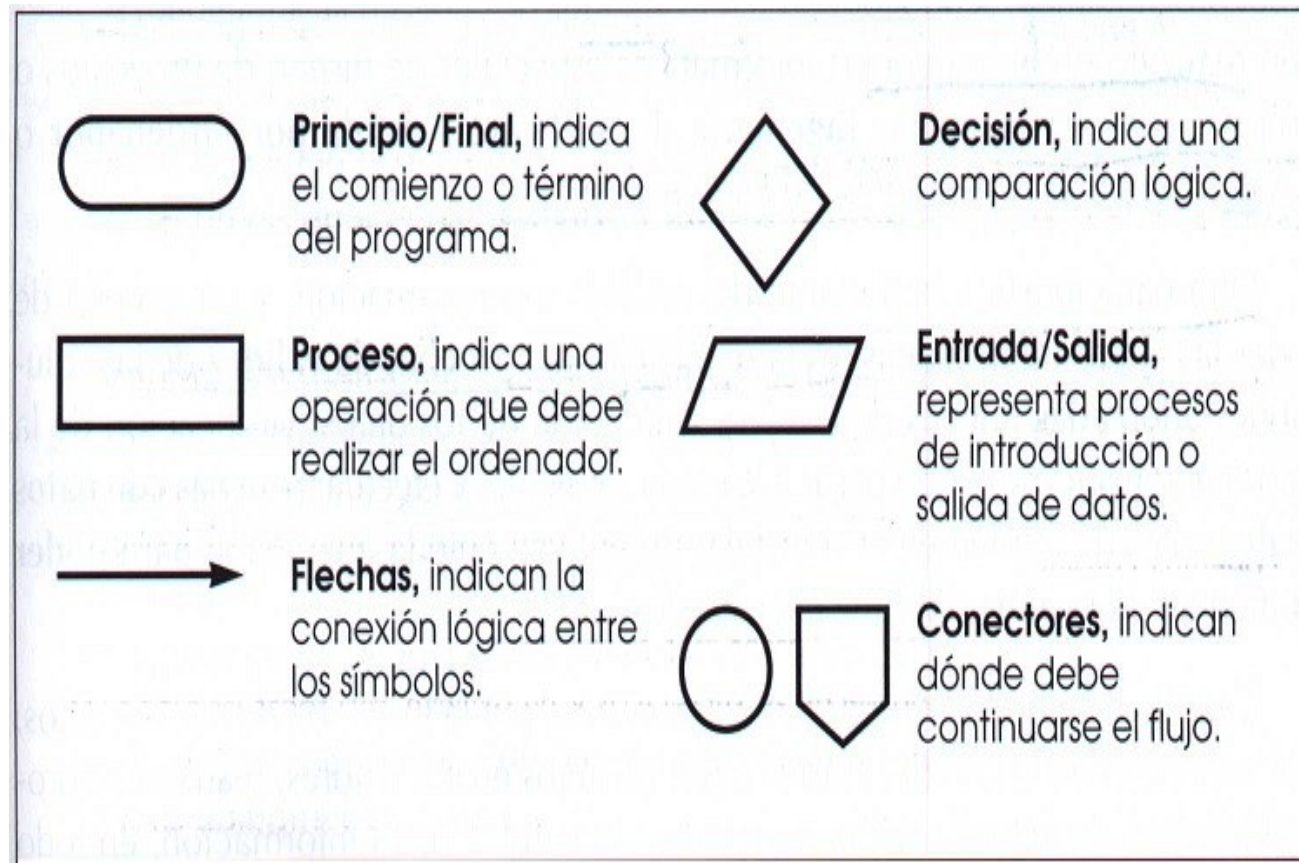 Principio/Final, indica
el comienzo o término
del programa.
Decisión, indica una
comparación lógica.
Proceso, indica una
operación que debe
realizar el ordenador.
Entrada/Salida,
representa procesos
de introducción o
salida de datos.
Flechas, indican la
conexión lógica entre
los símbolos.
Conectores, indican
dónde debe
continuarse el flujo.